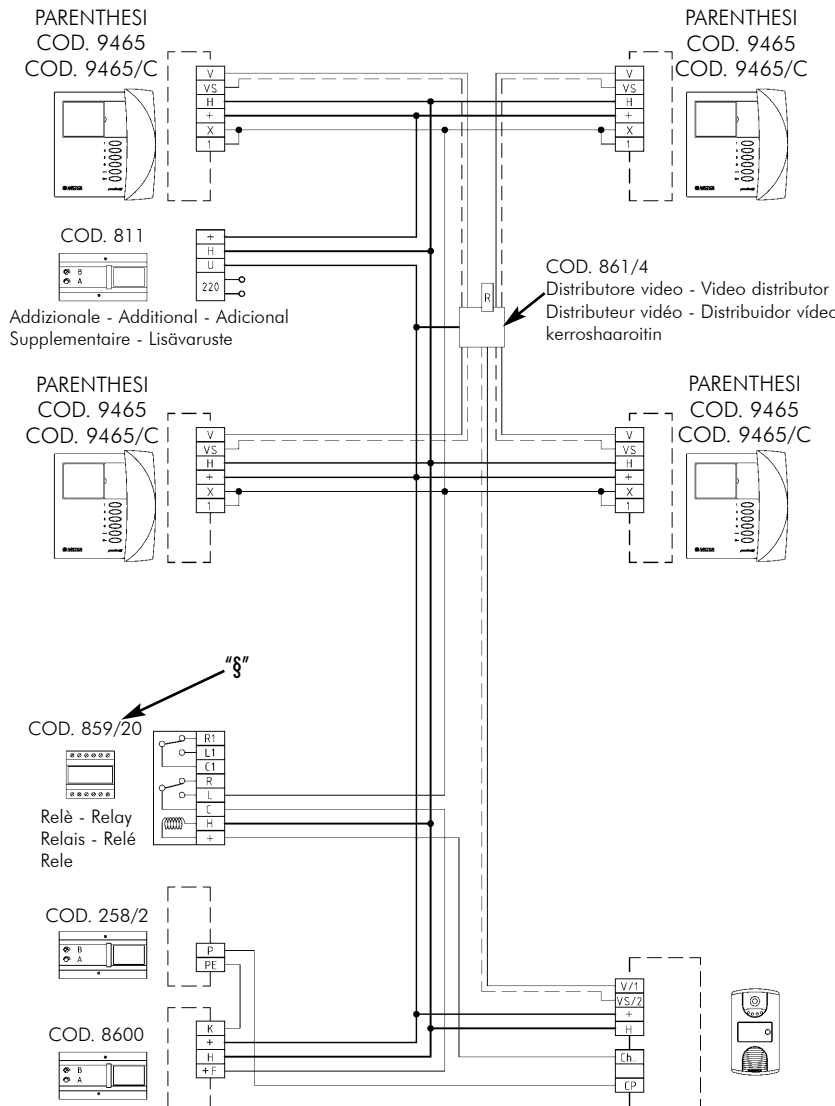 PARENTHESI
COD. 9465
COD. 9465/C
V
VS
H
+
X
1
PARENTHESI
COD. 9465
COD. 9465/C
V
VS
H
+
X
1
COD. 811
B
A
+
H
U
220
Addizionale - Additional - Adicional
Supplementaire - Lisävaruste
R
COD. 861/4
Distributore video - Video distributor
Distributeur vidéo - Distribuidor vídeo
kerroshaaroitin
PARENTHESI
COD. 9465
COD. 9465/C
V
VS
H
+
X
1
PARENTHESI
COD. 9465
COD. 9465/C
V
VS
H
+
X
1
"§"
COD. 859/20
R1
L1
C1
R
L
C
H
+
Relè - Relay
Relais - Relé
Rele
COD. 258/2
B
A
P
PE
COD. 8600
B
A
K
+
H
+F
V/1
VS/2
+
H
Ch..
CP